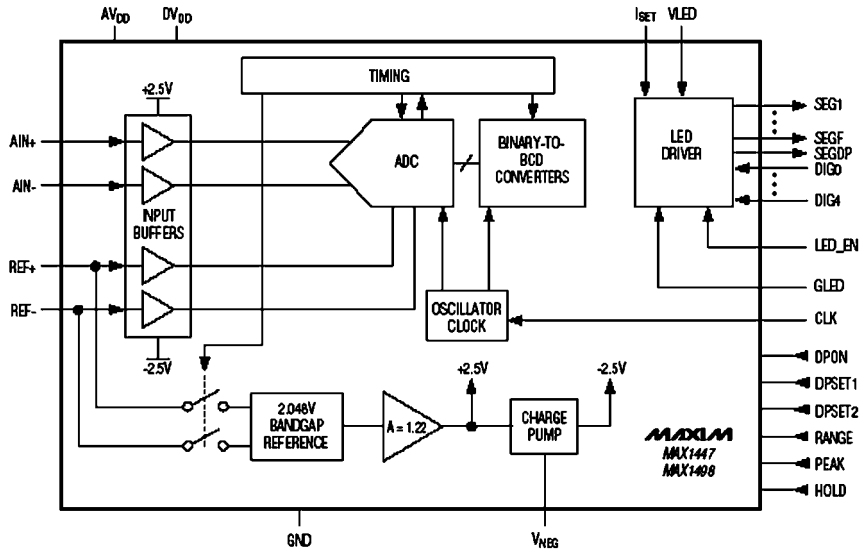 AVDD DVDD ISET VLED
TIMING
+2.5V
AIN+
AIN-
INPUT
BUFFERS
REF+
REF-
-2.5V
ADC
BINARY-TO-
BCD
CONVERTERS
OSCILLATOR
CLOCK
LED
DRIVER
SEG1
SEGF
SEGDP
DIG0
DIG4
LED_EN
GLED
CLK
DPON
DPSET1
DPSET2
RANGE
PEAK
HOLD
2.048V
BANDGAP
REFERENCE
A = 1.22
+2.5V
CHARGE
PUMP
-2.5V
MAXIM
MAX1447
MAX1498
GND VNEG